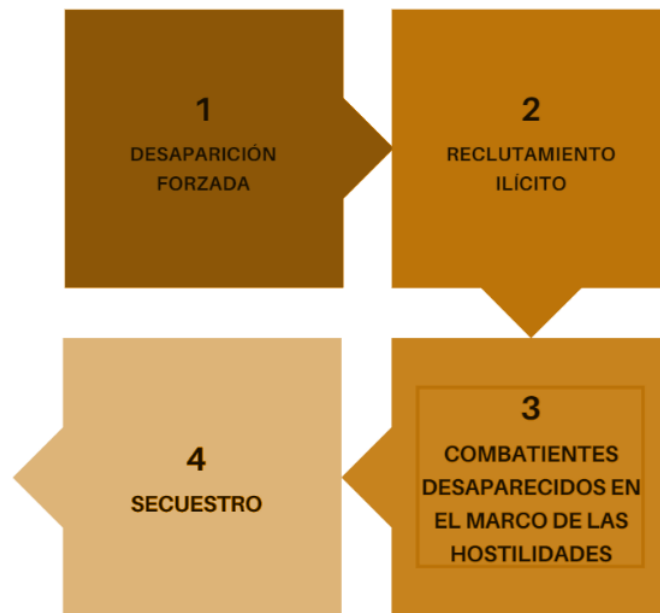 1
DESAPARICIÓN
FORZADA
2
RECLUTAMIENTO
ILÍCITO
3
COMBATIENTES
DESAPARECIDOS EN
EL MARCO DE LAS
HOSTILIDADES
4
SECUESTRO